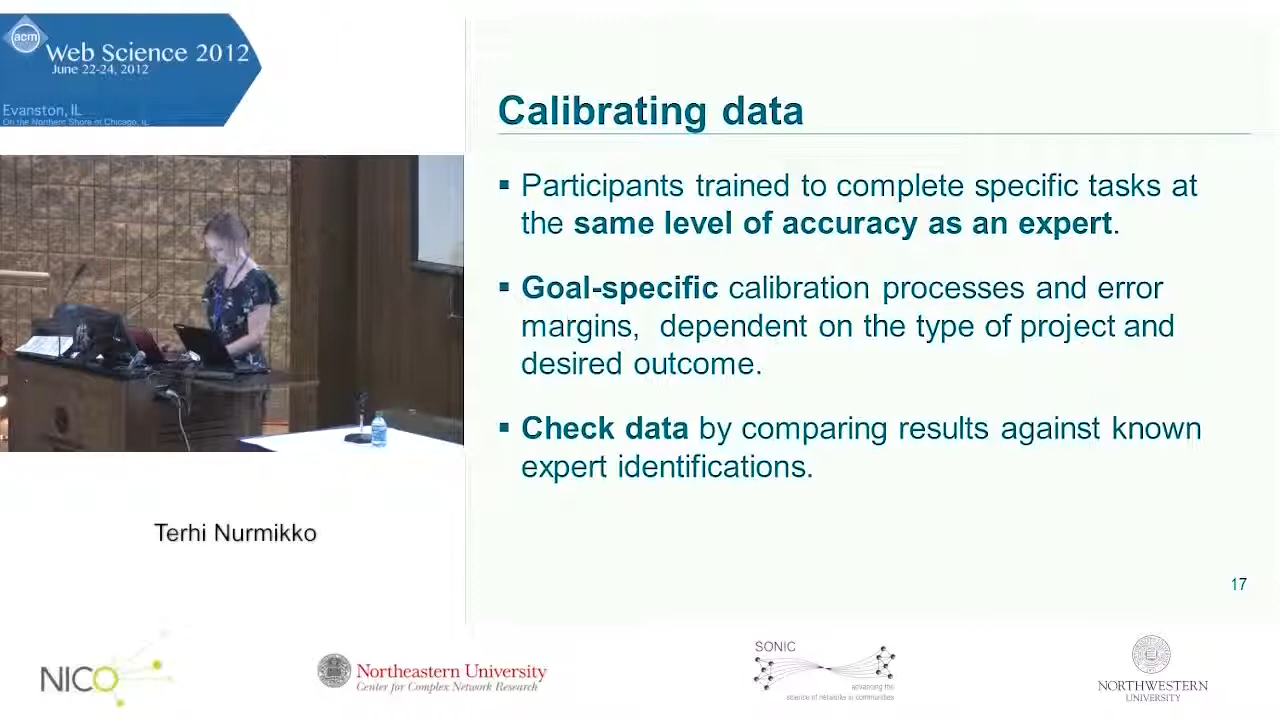 acm
Web Science 2012
June 22-24, 2012
Evanston, IL
On the Northern Shore of Chicago, IL
Calibrating data
▪ Participants trained to complete specific tasks at
the same level of accuracy as an expert.
▪ Goal-specific calibration processes and error
margins, dependent on the type of project and
desired outcome.
▪ Check data by comparing results against known
expert identifications.
Terhi Nurmikko
17
NICO
Northeastern University
Center for Complex Network Research
SONIC
advancing the
science of networks in communities
NORTHWESTERN
UNIVERSITY